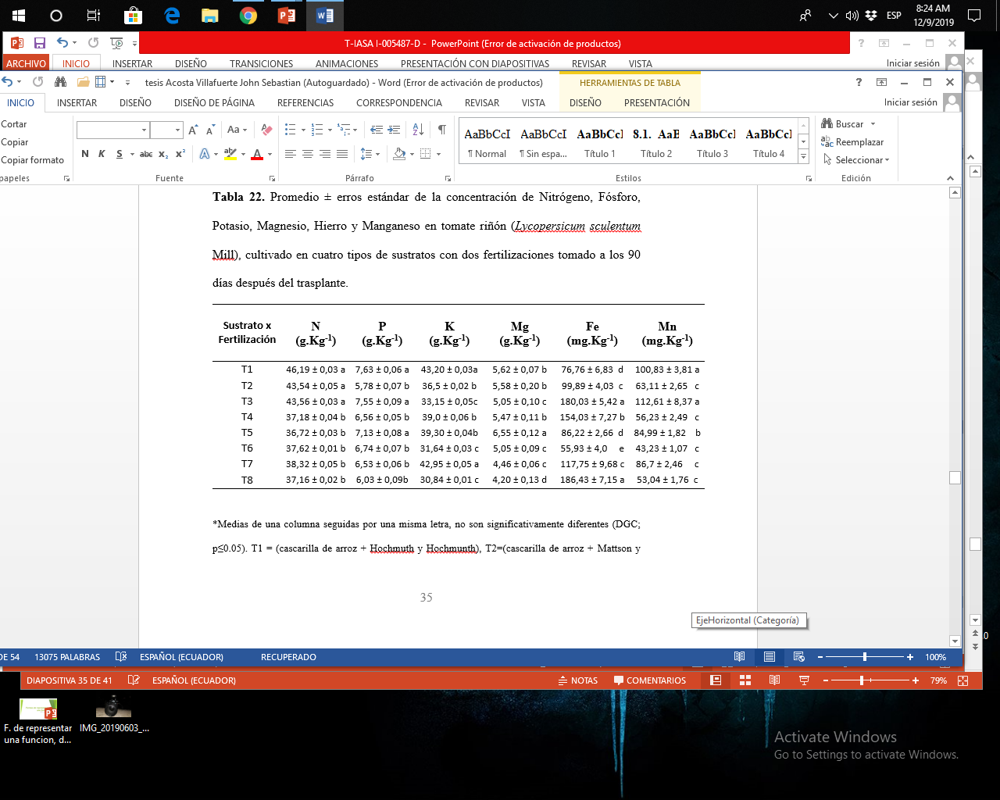 8:24 AM
ESP
12/9/2019
T-IASA I-005487-D - PowerPoint (Error de activación de productos)
ARCHIVO INICIO INSERTAR DISEÑO TRANSICIONES ANIMACIONES PRESENTACIÓN CON DIAPOSITIVAS REVISAR VISTA Iniciar sesión
tesis Acosta Villafuerte John Sebastian (Autoguardado) - Word (Error de activación de productos) HERRAMIENTAS DE TABLA
INICIO INSERTAR DISEÑO DISEÑO DE PÁGINA REFERENCIAS CORRESPONDENCIA REVISAR VISTA DISEÑO PRESENTACIÓN Iniciar sesión
Cortar
Copiar
Copiar formato
papeles
Aa
N K S abc x₂ x² A aby A
Fuente
Párrafo
AaBbCcI AaBbCcI AaBbCcI 8.1. AaB AaBbCcI AaBbCcI
¶ Normal ¶ Sin espa... Título 1 Título 2 Título 3 Título 4
Estilos
Buscar
Reemplazar
Seleccionar
Edición
Tabla 22. Promedio ± erros estándar de la concentración de Nitrógeno, Fósforo,
Potasio, Magnesio, Hierro y Manganeso en tomate riñón (Lycopersicum sculentum
Mill), cultivado en cuatro tipos de sustratos con dos fertilizaciones tomado a los 90
días después del trasplante.
Sustrato x Fertilización N (g.Kg⁻¹) P (g.Kg⁻¹) K (g.Kg⁻¹) Mg (g.Kg⁻¹) Fe (mg.Kg⁻¹) Mn (mg.Kg⁻¹)
T1 46,19 ± 0,03 a 7,63 ± 0,06 a 43,20 ± 0,03a 5,62 ± 0,07 b 76,76 ± 6,83 d 100,83 ± 3,81 a
T2 43,54 ± 0,05 a 5,78 ± 0,07 b 36,5 ± 0,02 b 5,58 ± 0,20 b 99,89 ± 4,03 c 63,11 ± 2,65 c
T3 43,56 ± 0,03 a 7,55 ± 0,09 a 33,15 ± 0,05c 5,05 ± 0,10 c 180,03 ± 5,42 a 112,61 ± 8,37 a
T4 37,18 ± 0,04 b 6,56 ± 0,05 b 39,0 ± 0,06 b 5,47 ± 0,11 b 154,03 ± 7,27 b 56,23 ± 2,49 c
T5 36,72 ± 0,03 b 7,13 ± 0,08 a 39,30 ± 0,04b 6,55 ± 0,12 a 86,22 ± 2,66 d 84,99 ± 1,82 b
T6 37,62 ± 0,01 b 6,74 ± 0,07 b 31,64 ± 0,03 c 5,05 ± 0,09 c 55,93 ± 4,0 e 43,23 ± 1,07 c
T7 38,32 ± 0,05 b 6,53 ± 0,06 b 42,95 ± 0,05 a 4,46 ± 0,06 c 117,75 ± 9,68 c 86,7 ± 2,46 c
T8 37,16 ± 0,02 b 6,03 ± 0,09b 30,84 ± 0,01 c 4,20 ± 0,13 d 186,43 ± 7,15 a 53,04 ± 1,76 c
*Medias de una columna seguidas por una misma letra, no son significativamente diferentes (DGC;
p≤0.05). T1 = (cascarilla de arroz + Hochmuth y Hochmunth), T2=(cascarilla de arroz + Mattson y
35
EjeHorizontal (Categoría)
DE 54 13075 PALABRAS ESPAÑOL (ECUADOR) RECUPERADO 100%
DIAPOSITIVA 35 DE 41 ESPAÑOL (ECUADOR) NOTAS COMENTARIOS 79%
F. de representar
una funcion, d...
IMG_20190603_...
Activate Windows
Go to Settings to activate Windows.